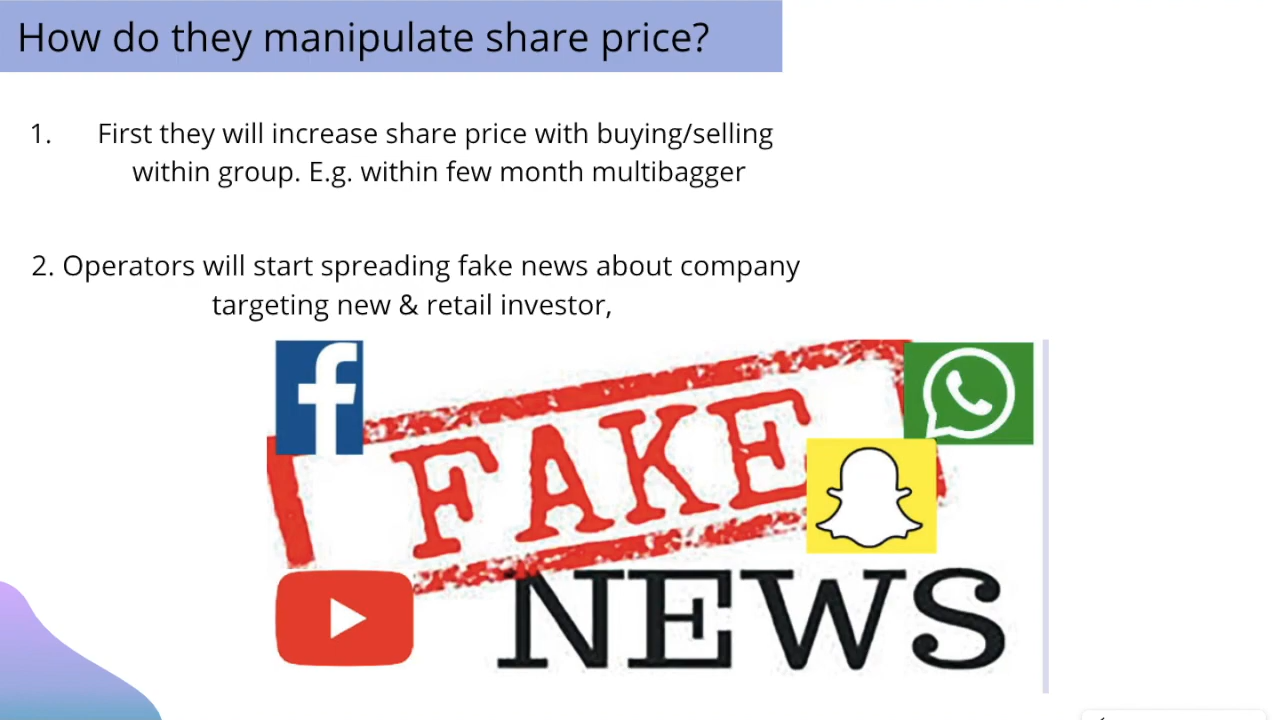 How do they manipulate share price?
1. First they will increase share price with buying/selling
within group. E.g. within few month multibagger
2. Operators will start spreading fake news about company
targeting new & retail investor,
FAKE
NEWS